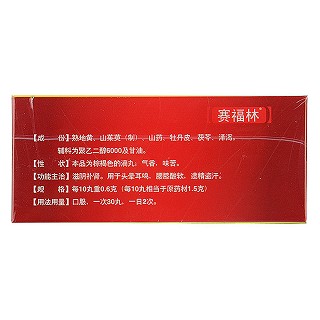 赛福林
【成　份】熟地黄、山茱萸（制）、山药、牡丹皮、茯苓、泽泻。
辅料为聚乙二醇6000及甘油。
【性　状】本品为棕褐色的滴丸，气香，味苦。
【功能主治】滋阴补肾。用于头晕耳鸣，腰膝酸软，遗精盗汗。
【规　格】每10丸重0.6克（每10丸相当于原药材1.5克）
【用法用量】口服，一次30丸，一日2次。